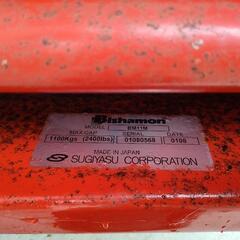 Bishamon
MODEL BM11M
MAX.CAP SERIAL DATE
1100Kgs (2400lbs) 01080568 0108
MADE IN JAPAN
SUGIYASU CORPORATION